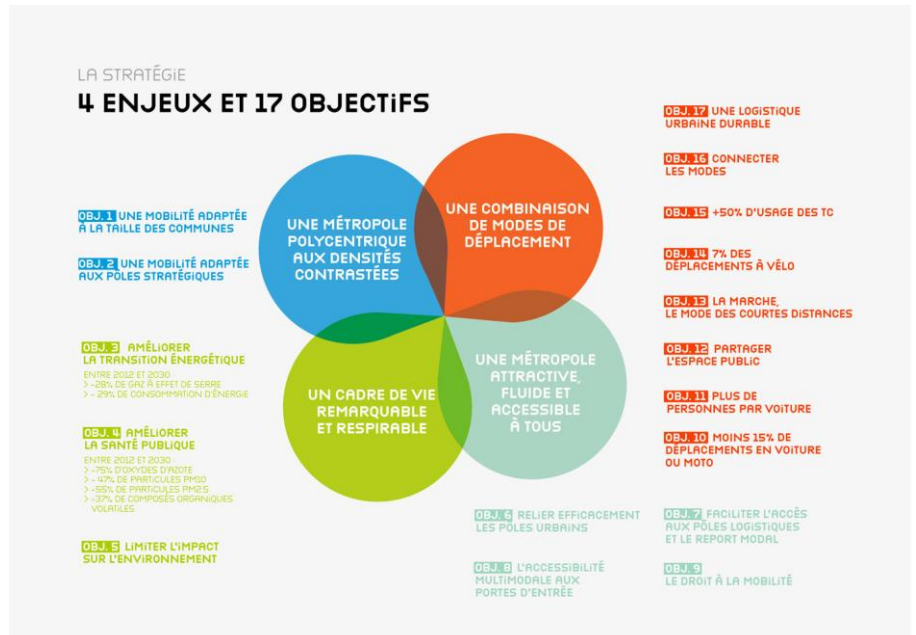 LA STRATÉGIE
4 ENJEUX ET 17 OBJECTIFS
OBJ. 1 UNE MOBILITÉ ADAPTÉE
À LA TAILLE DES COMMUNES
OBJ. 2 UNE MOBILITÉ ADAPTÉE
AUX PÔLES STRATÉGIQUES
UNE MÉTROPOLE
POLYCENTRIQUE
AUX DENSITÉS
CONTRASTÉES
UNE COMBINAISON
DE MODES DE
DÉPLACEMENT
OBJ. 3 AMÉLIORER
LA TRANSITION ÉNERGÉTIQUE
ENTRE 2012 ET 2030
> -28% DE GAZ À EFFET DE SERRE
> - 29% DE CONSOMMATION D'ÉNERGIE
OBJ. 4 AMÉLIORER
LA SANTÉ PUBLIQUE
ENTRE 2012 ET 2030
> -75% D'OXYDES D'AZOTE
> - 47% DE PARTICULES PM10
> -55% DE PARTICULES PM2.5
> -37% DE COMPOSÉS ORGANIQUES
VOLATILES
OBJ. 5 LIMITER L'IMPACT
SUR L'ENVIRONNEMENT
UN CADRE DE VIE
REMARQUABLE
ET RESPIRABLE
UNE MÉTROPOLE
ATTRACTIVE,
FLUIDE ET
ACCESSIBLE
À TOUS
OBJ. 6 RELIER EFFICACEMENT
LES PÔLES URBAINS
OBJ. 8 L'ACCESSIBILITÉ
MULTIMODALE AUX
PORTES D'ENTRÉE
OBJ. 7 FACILITER L'ACCÈS
AUX PÔLES LOGISTIQUES
ET LE REPORT MODAL
OBJ. 9
LE DROIT À LA MOBILITÉ
OBJ. 17 UNE LOGISTIQUE
URBAINE DURABLE
OBJ. 16 CONNECTER
LES MODES
OBJ. 15 +50% D'USAGE DES TC
OBJ. 14 7% DES
DÉPLACEMENTS À VÉLO
OBJ. 13 LA MARCHE,
LE MODE DES COURTES DISTANCES
OBJ. 12 PARTAGER
L'ESPACE PUBLIC
OBJ. 11 PLUS DE
PERSONNES PAR VOITURE
OBJ. 10 MOINS 15% DE
DÉPLACEMENTS EN VOITURE
OU MOTO